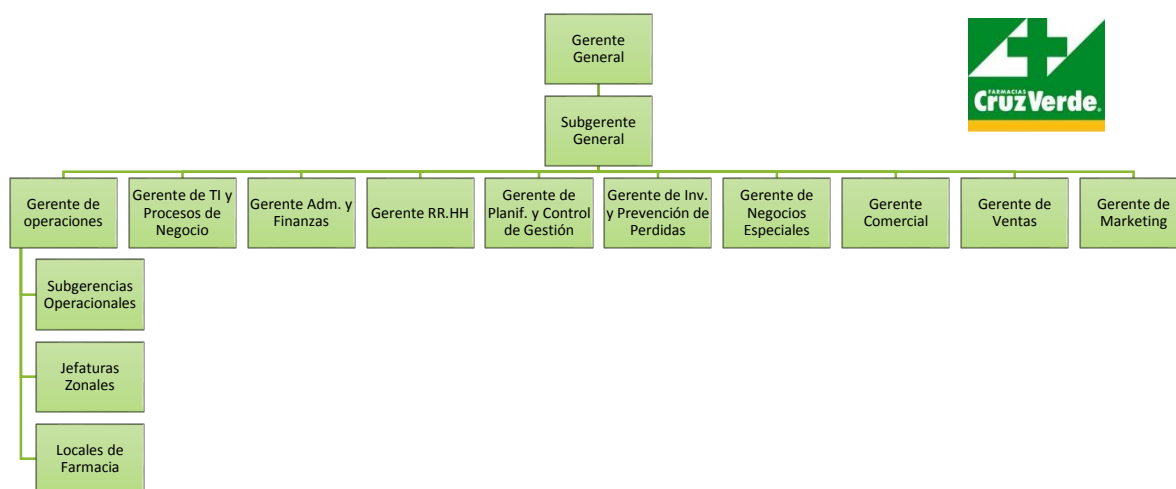 Gerente
General
FARMACIAS
CruzVerde.
Subgerente
General
Gerente de
operaciones
Gerente de TI y
Procesos de
Negocio
Gerente Adm. y
Finanzas
Gerente RR.HH
Gerente de
Planif. y Control
de Gestión
Gerente de Inv.
y Prevención de
Perdidas
Gerente de
Negocios
Especiales
Gerente
Comercial
Gerente de
Ventas
Gerente de
Marketing
Subgerencias
Operacionales
Jefaturas
Zonales
Locales de
Farmacia